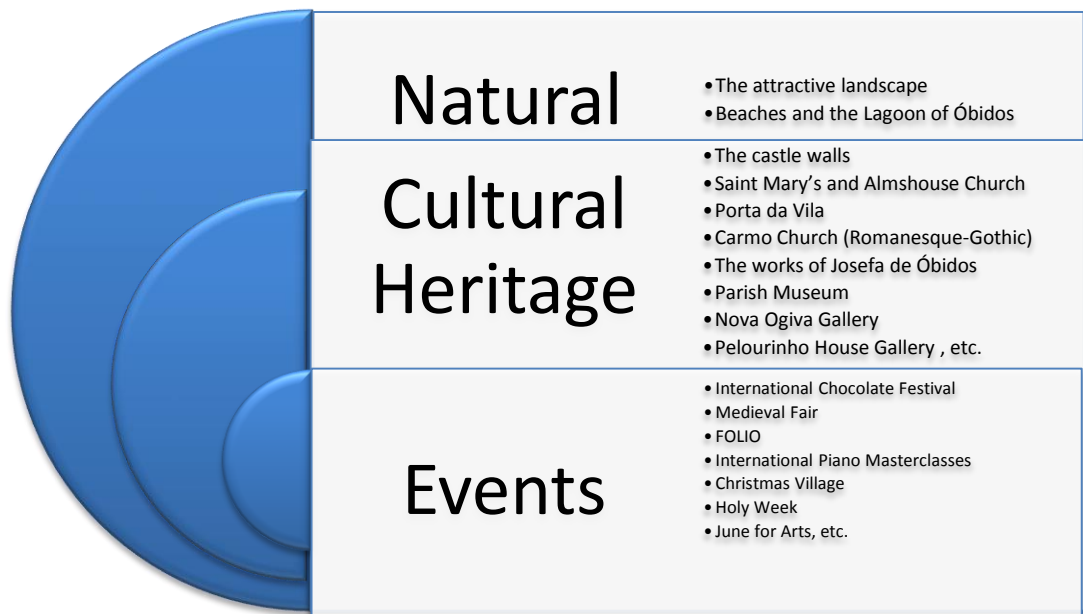 Natural
•The attractive landscape
•Beaches and the Lagoon of Óbidos
Cultural
Heritage
•The castle walls
•Saint Mary's and Almshouse Church
•Porta da Vila
•Carmo Church (Romanesque-Gothic)
•The works of Josefa de Óbidos
•Parish Museum
•Nova Ogiva Gallery
•Pelourinho House Gallery , etc.
Events
•International Chocolate Festival
•Medieval Fair
•FOLIO
•International Piano Masterclasses
•Christmas Village
•Holy Week
•June for Arts, etc.